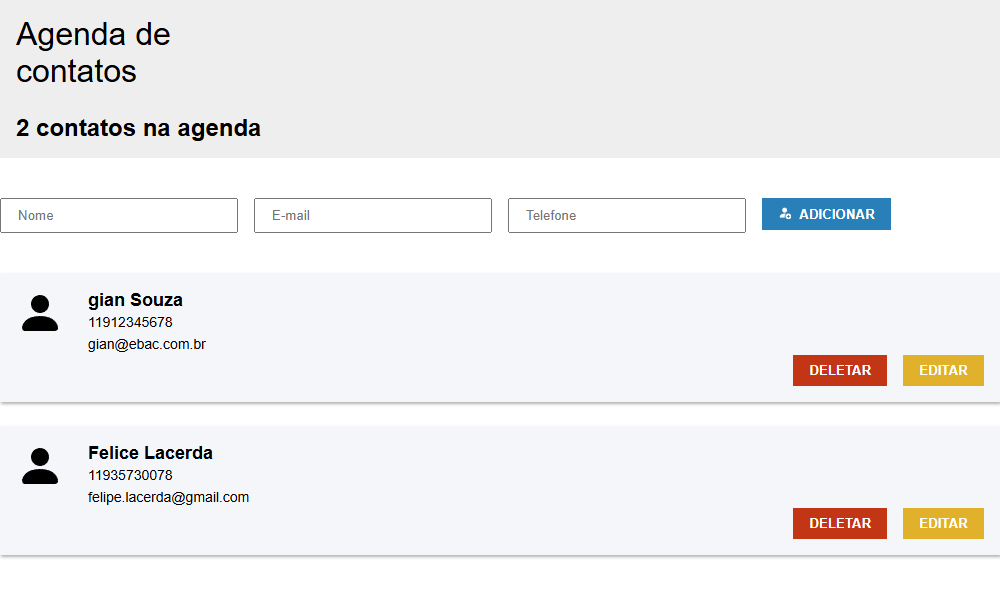 Agenda de
contatos
2 contatos na agenda
Nome
E-mail
Telefone
ADICIONAR
gian Souza
11912345678
gian@ebac.com.br
DELETAR
EDITAR
Felice Lacerda
11935730078
felipe.lacerda@gmail.com
DELETAR
EDITAR